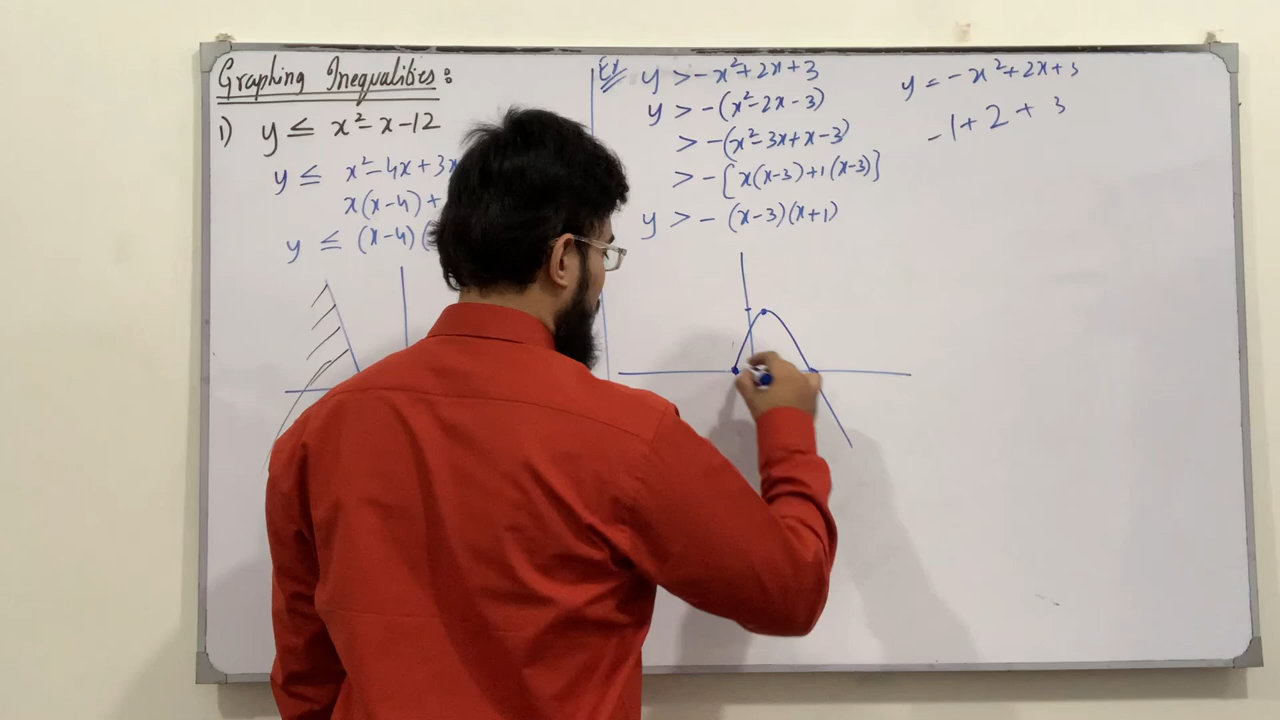 Graphing Inequalities:
1) y ≤ x²-x-12
y ≤ x²-4x+3x
x(x-4)+
y ≤ (x-4)(
Ex y > -x²+2x+3
y > -(x²-2x-3)
> -(x²-3x+x-3)
> -[x(x-3)+1(x-3)]
y > -(x-3)(x+1)
y = -x²+2x+3
-1+2+3